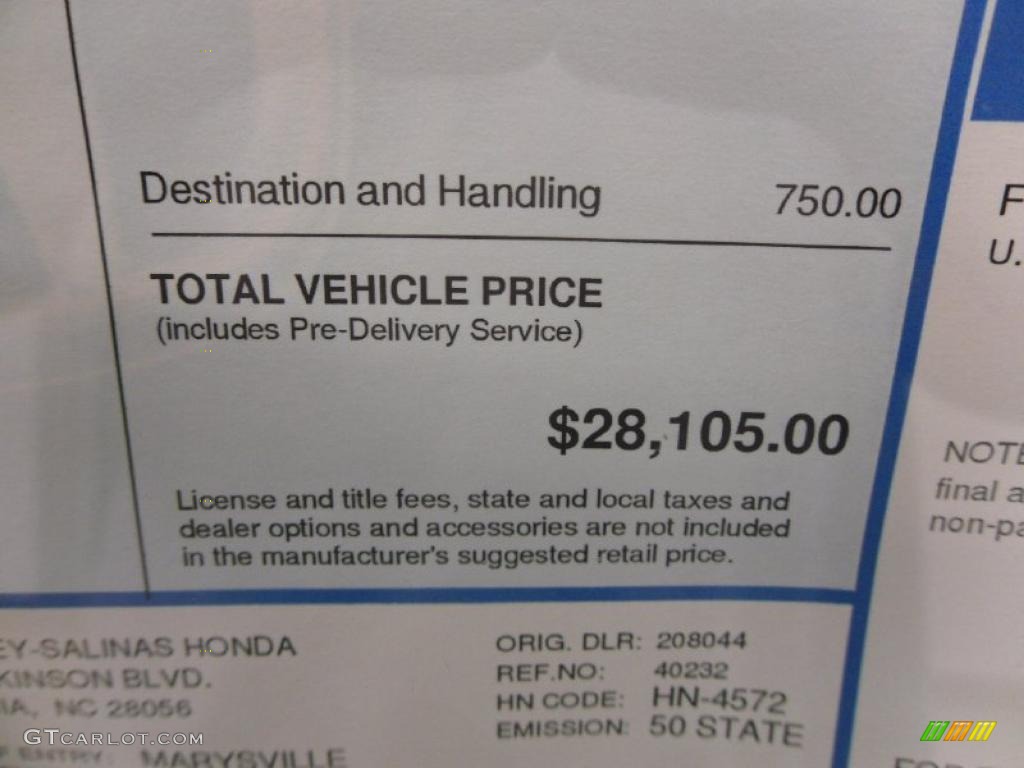 Destination and Handling 750.00
TOTAL VEHICLE PRICE
(includes Pre-Delivery Service)
$28,105.00
License and title fees, state and local taxes and
dealer options and accessories are not included
in the manufacturer's suggested retail price.
EY-SALINAS HONDA
KINSON BLVD.
IA, NC 28056
ENTRY: MARYSVILLE
ORIG. DLR: 208044
REF.NO: 40232
HN CODE: HN-4572
EMISSION: 50 STATE
F
U.
NOTE
final a
non-pa
GTCARLOT.COM